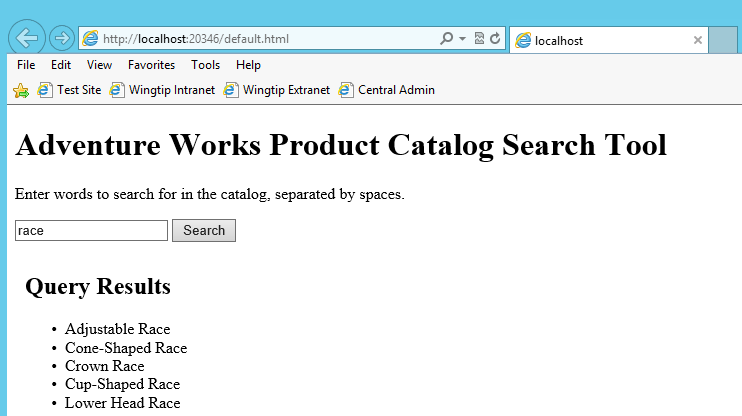 http://localhost:20346/default.html
localhost
File Edit View Favorites Tools Help
Test Site Wingtip Intranet Wingtip Extranet Central Admin
Adventure Works Product Catalog Search Tool
Enter words to search for in the catalog, separated by spaces.
race Search
Query Results
• Adjustable Race
• Cone-Shaped Race
• Crown Race
• Cup-Shaped Race
• Lower Head Race